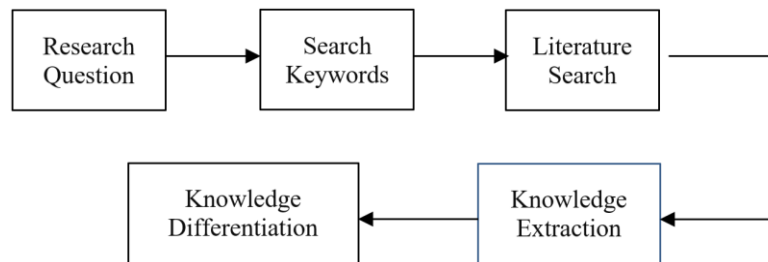 Research
Question
Search
Keywords
Literature
Search
Knowledge
Extraction
Knowledge
Differentiation